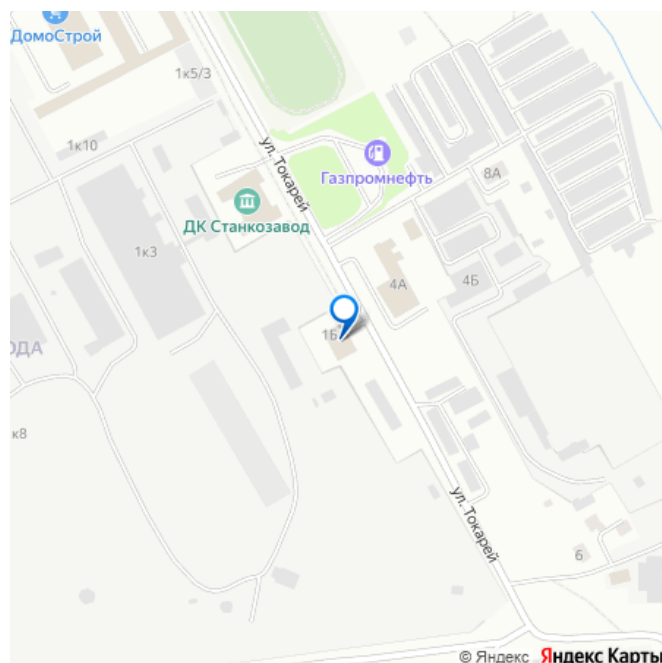 ДомоСтрой
1к5/3
1к10
ул. Токарей
Газпромнефть
8А
ДК Станкозавод
1к3
4А
4Б
1Б
ОДА
к8
ул. Токарей
6
© Яндекс Яндекс Карты